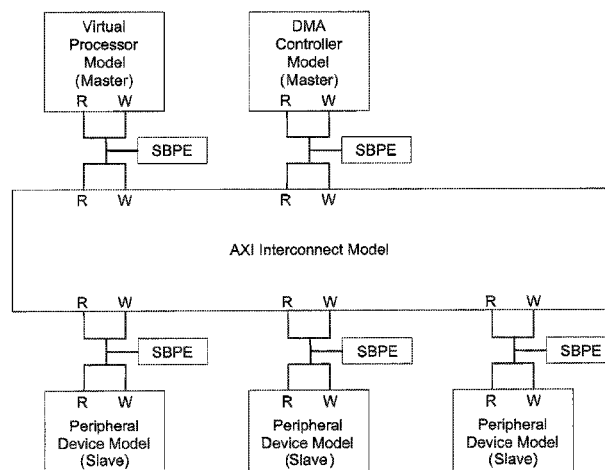 Virtual
Processor
Model
(Master)
R W
DMA
Controller
Model
(Master)
R W
SBPE
SBPE
R W
R W
AXI Interconnect Model
R W
R W
R W
SBPE
SBPE
SBPE
R W
Peripheral
Device Model
(Slave)
R W
Peripheral
Device Model
(Slave)
R W
Peripheral
Device Model
(Slave)